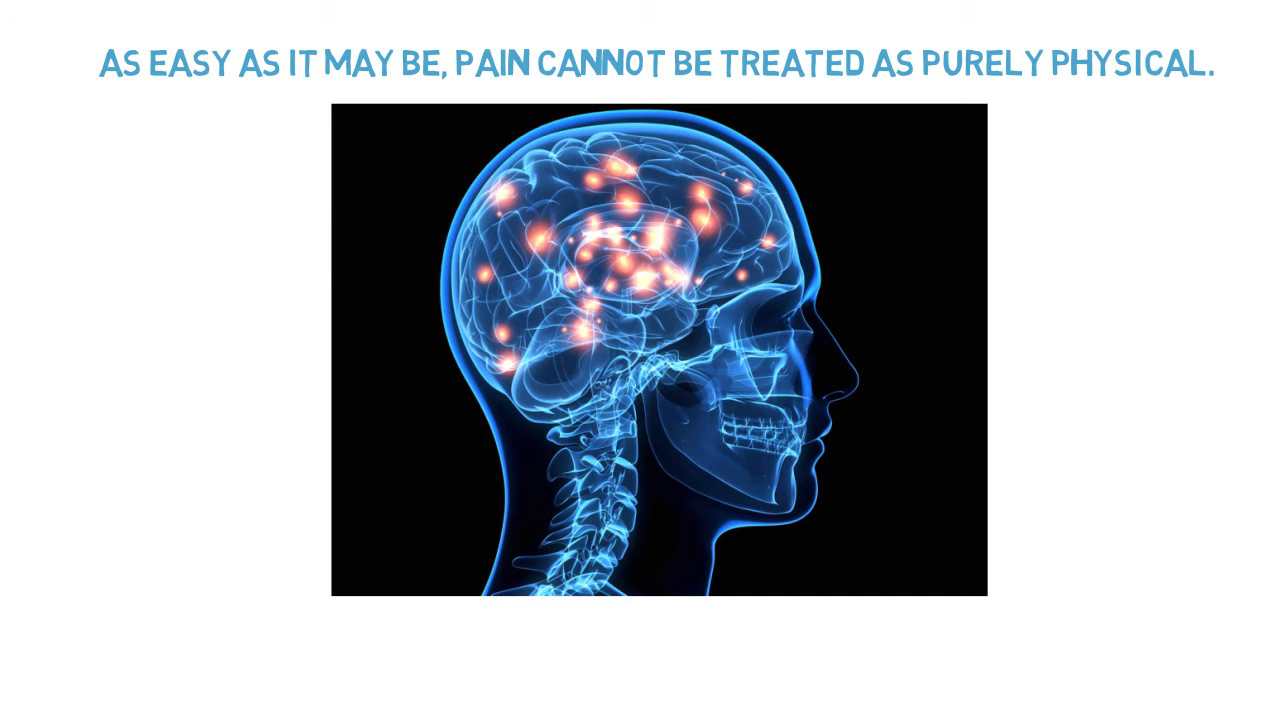 AS EASY AS IT MAY BE, PAIN CANNOT BE TREATED AS PURELY PHYSICAL.